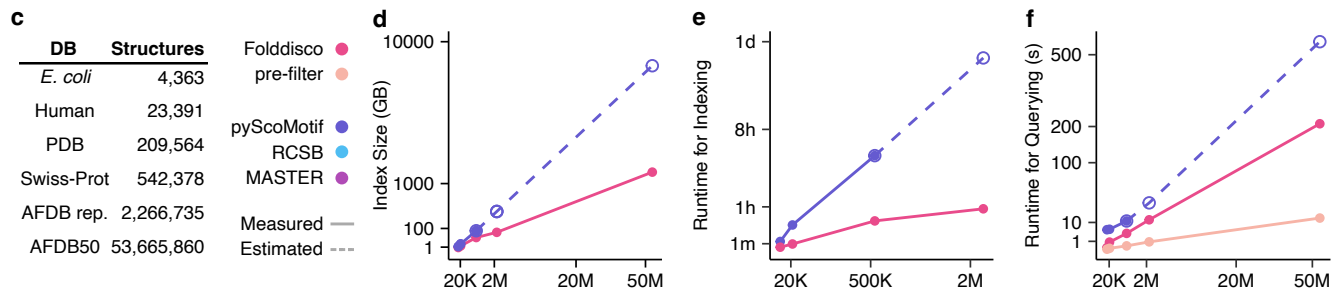 c
DB Structures
E. coli 4,363
Human 23,391
PDB 209,564
Swiss-Prot 542,378
AFDB rep. 2,266,735
AFDB50 53,665,860
Folddisco
pre-filter
pyScoMotif
RCSB
MASTER
Measured
Estimated
d
Index Size (GB)
10000
1000
100
1
20K 2M 20M 50M
e
Runtime for Indexing
1d
8h
1h
1m
20K 500K 2M
f
Runtime for Querying (s)
500
200
100
10
1
20K 2M 20M 50M